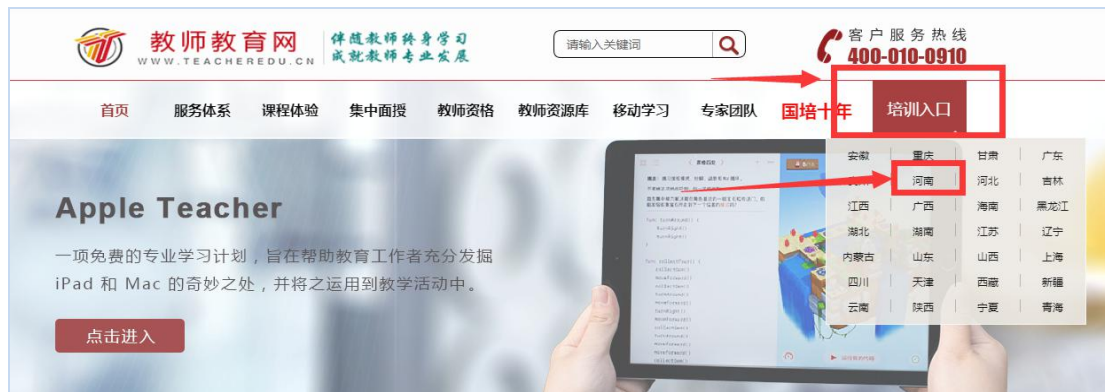 教师教育网
WWW.TEACHEREDU.CN
伴随教师终身学习
成就教师专业发展
请输入关键词
客户服务热线
400-010-0910
首页 服务体系 课程体验 集中面授 教师资格 教师资源库 移动学习 专家团队 国培十年 培训入口
安徽 重庆 甘肃 广东
河南 河北 吉林
江西 广西 海南 黑龙江
湖北 湖南 江苏 辽宁
内蒙古 山东 山西 上海
四川 天津 西藏 新疆
云南 陕西 宁夏 青海
Apple Teacher
一项免费的专业学习计划，旨在帮助教育工作者充分发掘
iPad 和 Mac 的奇妙之处，并将之运用到教学活动中。
点击进入